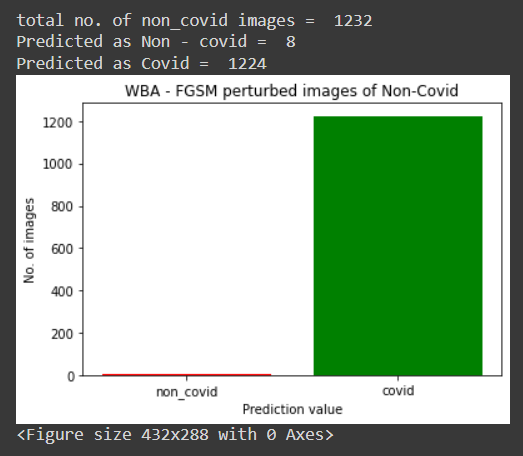 total no. of non_covid images =  1232
Predicted as Non - covid =  8
Predicted as Covid =  1224
WBA - FGSM perturbed images of Non-Covid
1200
1000
800
600
400
200
0
No. of images
non_covid
covid
Prediction value
<Figure size 432x288 with 0 Axes>